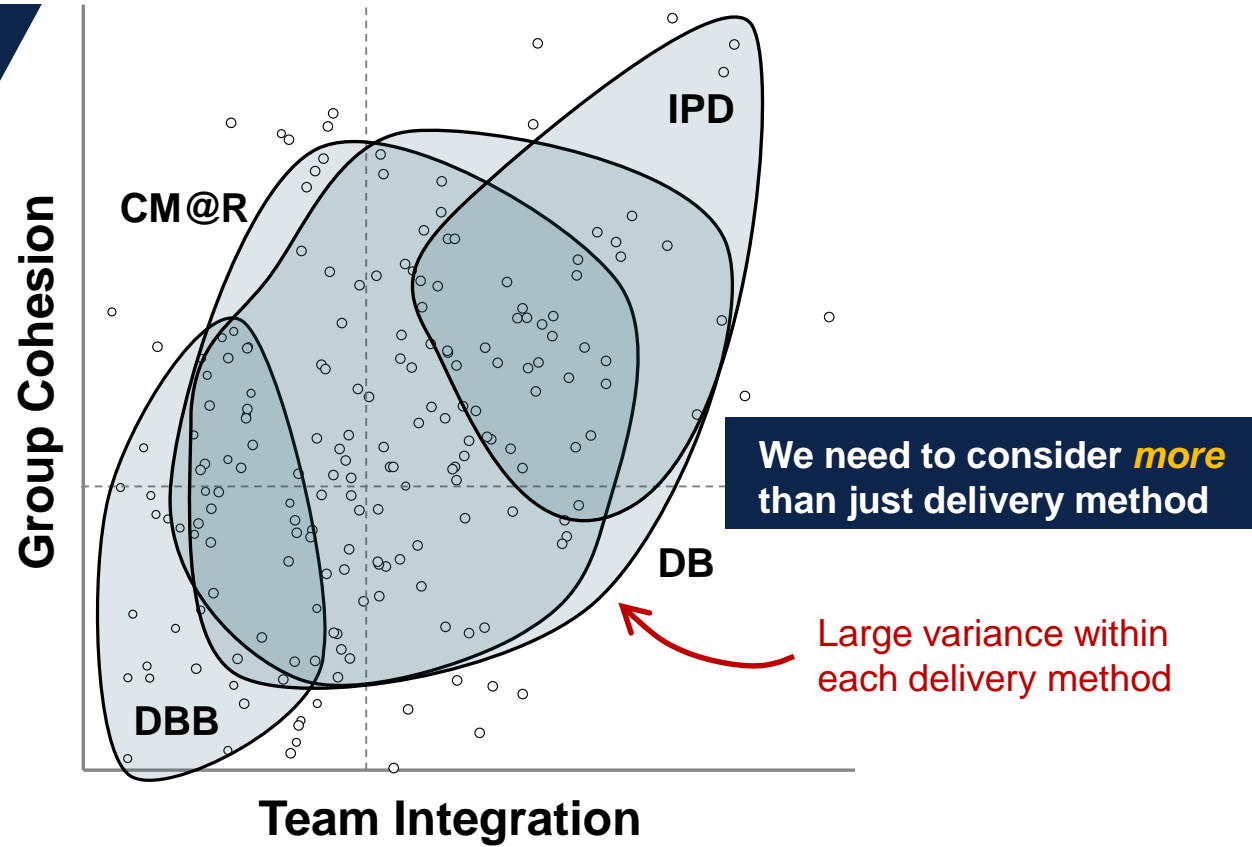 IPD
CM@R
Group Cohesion
We need to consider more
than just delivery method
DB
Large variance within
each delivery method
DBB
Team Integration